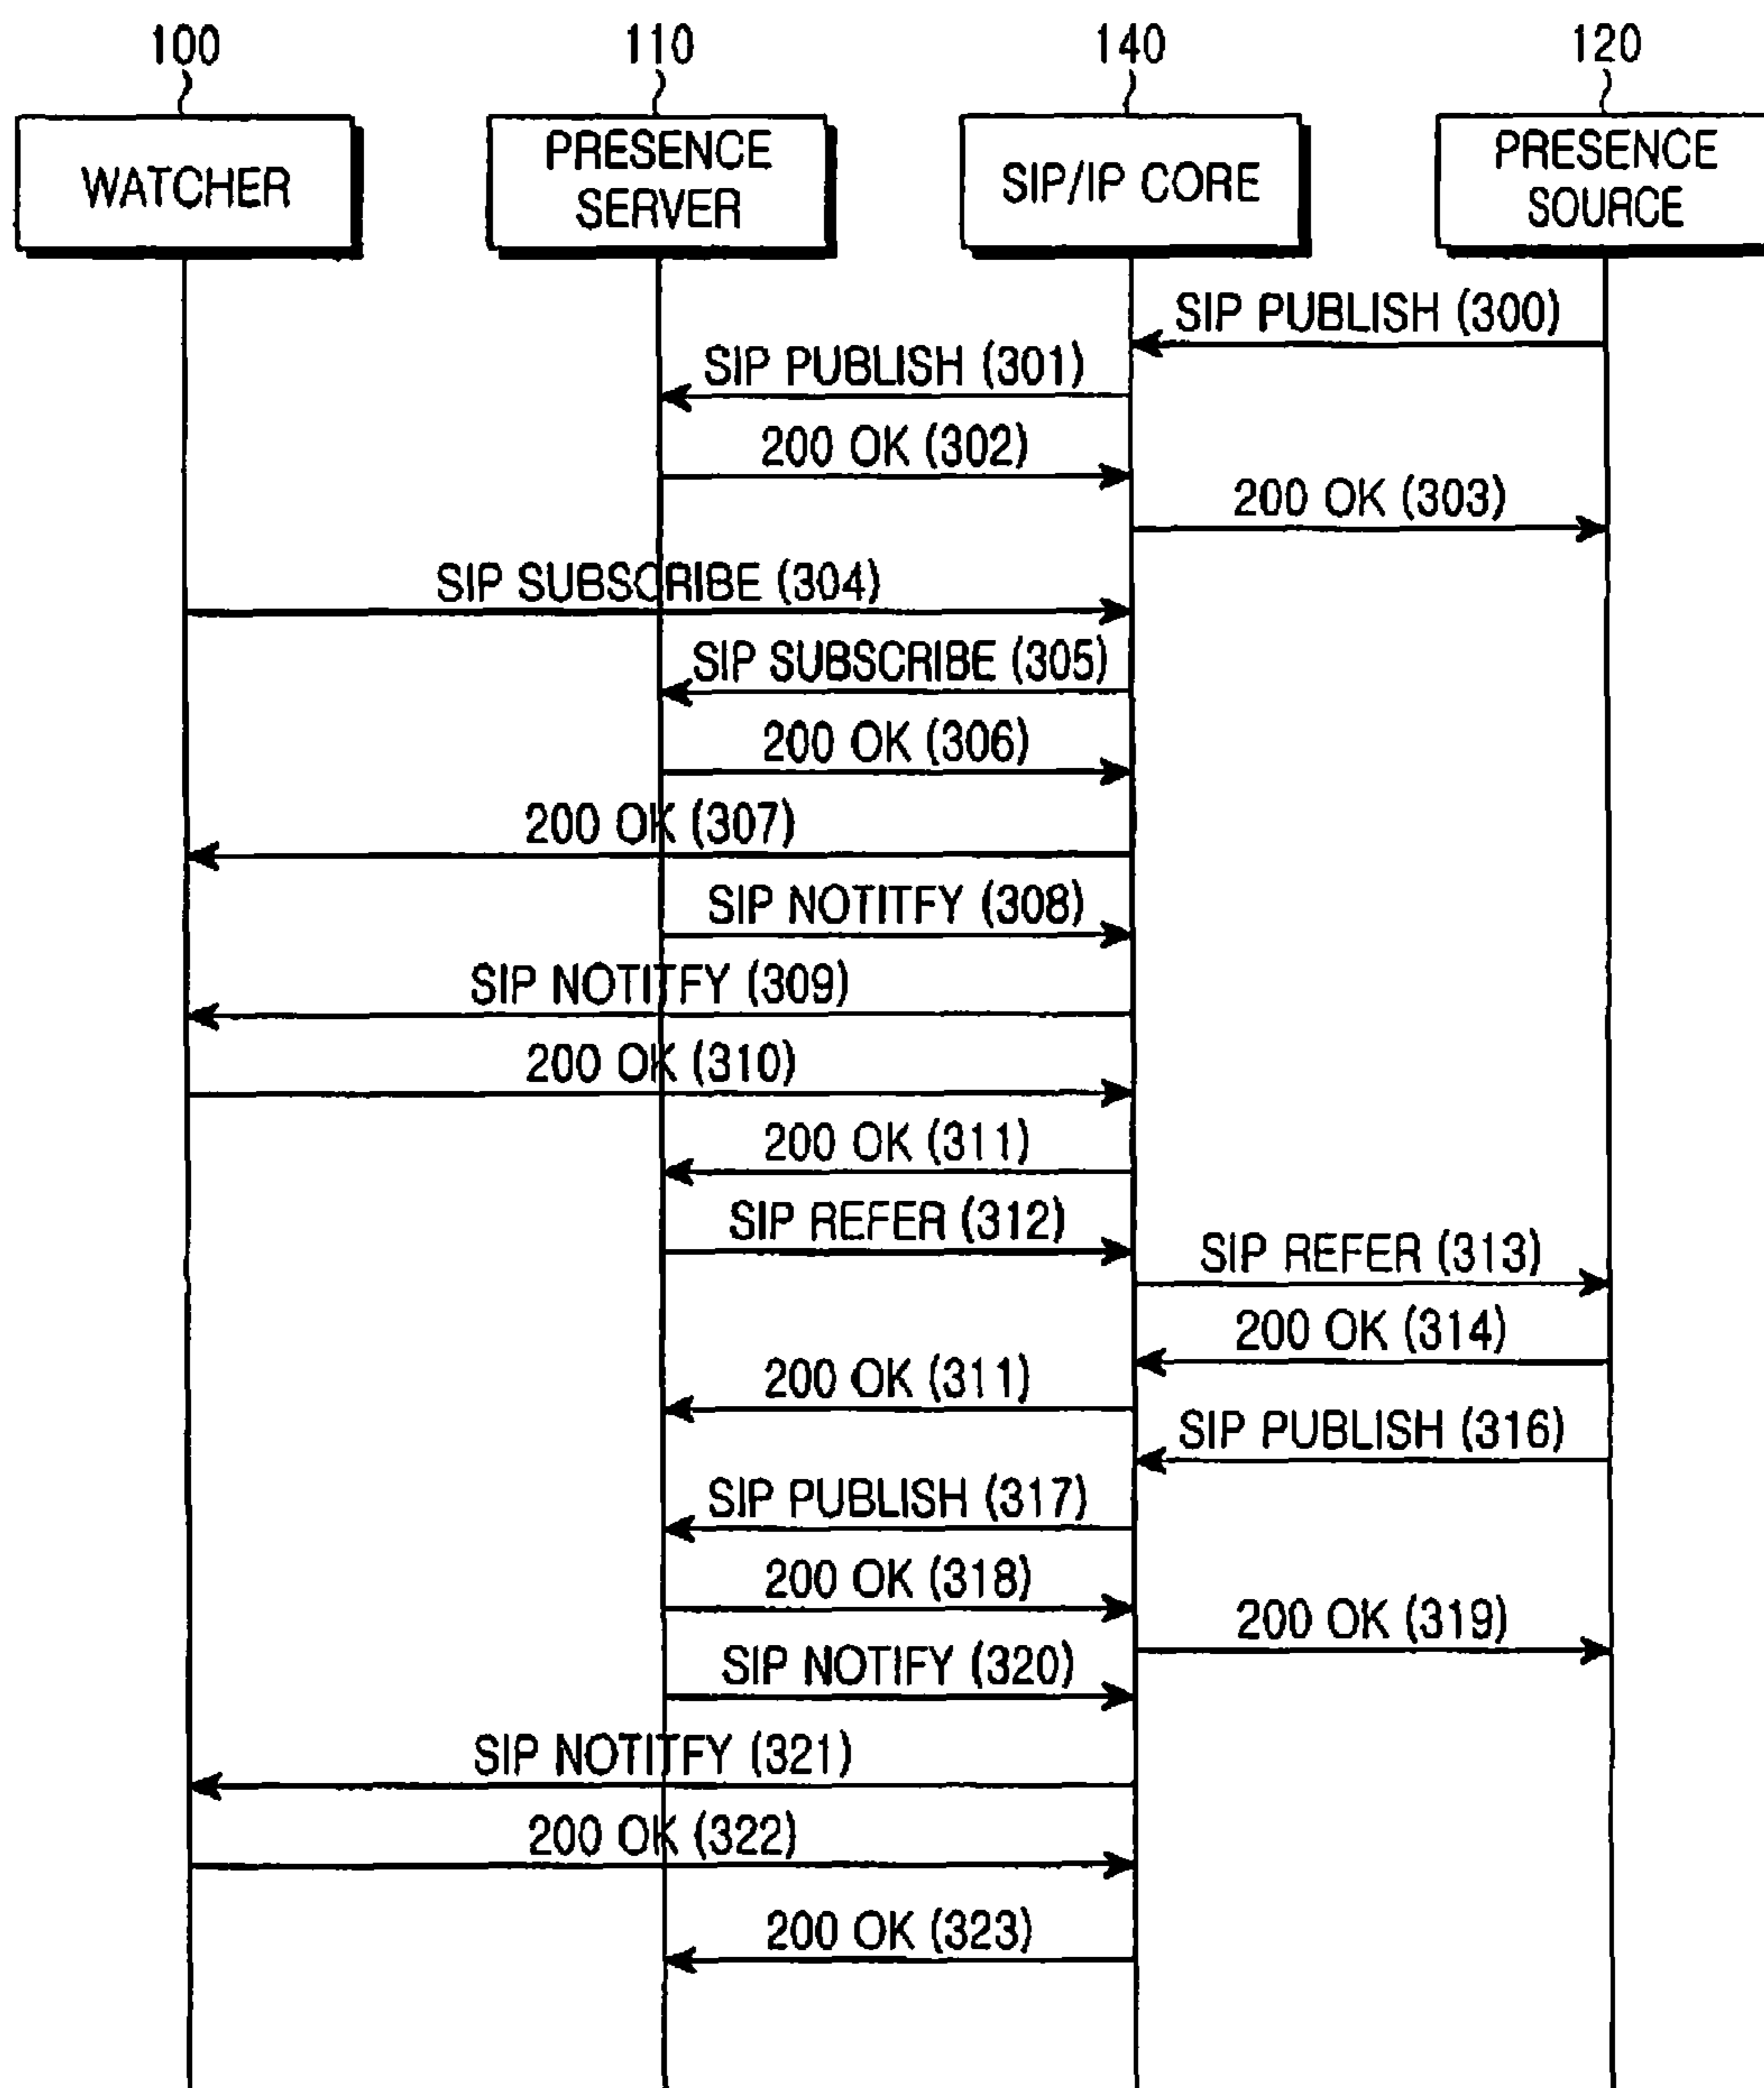 100
110
140
120
WATCHER
PRESENCE
SERVER
SIP/IP CORE
PRESENCE
SOURCE
SIP PUBLISH (300)
SIP PUBLISH (301)
200 OK (302)
200 OK (303)
SIP SUBSCRIBE (304)
SIP SUBSCRIBE (305)
200 OK (306)
200 OK (307)
SIP NOTITFY (308)
SIP NOTITFY (309)
200 OK (310)
200 OK (311)
SIP REFER (312)
SIP REFER (313)
200 OK (314)
200 OK (311)
SIP PUBLISH (316)
SIP PUBLISH (317)
200 OK (318)
200 OK (319)
SIP NOTIFY (320)
SIP NOTITFY (321)
200 OK (322)
200 OK (323)